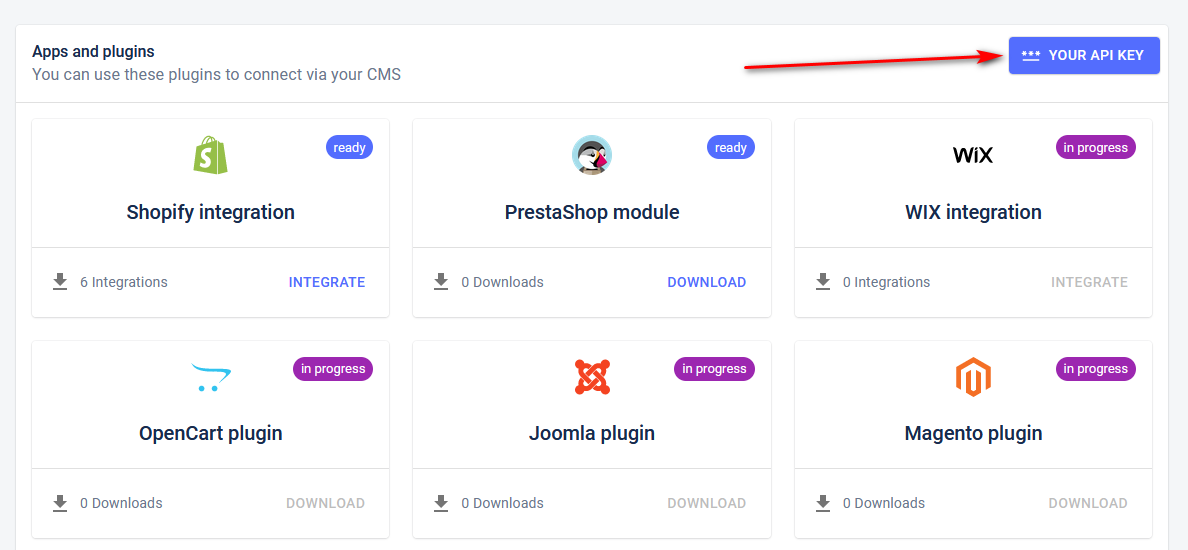 Apps and plugins
You can use these plugins to connect via your CMS
*** YOUR API KEY
ready
Shopify integration
6 Integrations
INTEGRATE
ready
PrestaShop module
0 Downloads
DOWNLOAD
WiX
in progress
WIX integration
0 Integrations
INTEGRATE
in progress
OpenCart plugin
0 Downloads
DOWNLOAD
in progress
Joomla plugin
0 Downloads
DOWNLOAD
in progress
Magento plugin
0 Downloads
DOWNLOAD